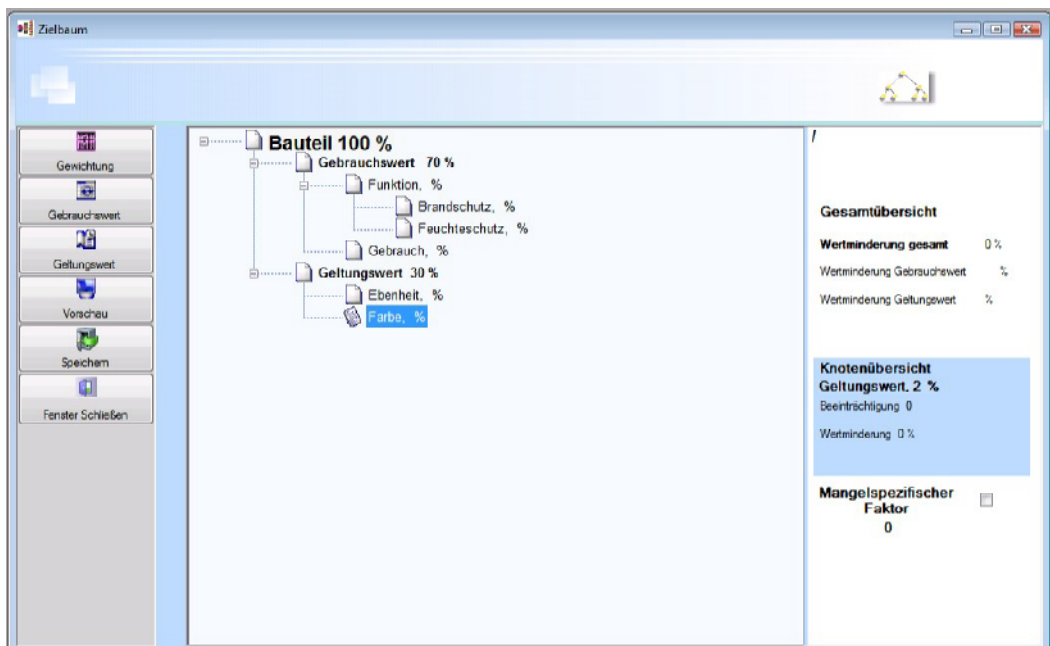 Zielbaum
Gewichtung
Gebrauchswert
Geltungswert
Vorschau
Speichern
Fenster Schließen
Bauteil 100 %
Gebrauchswert 70 %
Funktion, %
Brandschutz, %
Feuchteschutz, %
Gebrauch, %
Geltungswert 30 %
Ebenheit, %
Farbe, %
/
Gesamtübersicht
Wertminderung gesamt 0 %
Wertminderung Gebrauchswert %
Wertminderung Geltungswert %
Knotenübersicht
Geltungswert, 2 %
Beeinträchtigung 0
Wertminderung 0 %
Mangelspezifischer
Faktor
0